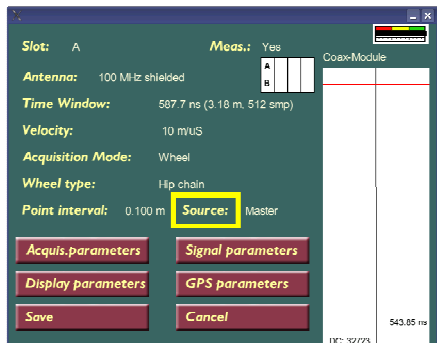 Slot: A Meas.: Yes
Coax-Module
A
B
Antenna: 100 MHz shielded
Time Window: 587.7 ns (3.18 m, 512 smp)
Velocity: 10 m/uS
Acquisition Mode: Wheel
Wheel type: Hip chain
Point interval: 0.100 m Source: Master
Acquis.parameters Signal parameters
Display parameters GPS parameters
Save Cancel
543.85 ns
DC: 32723